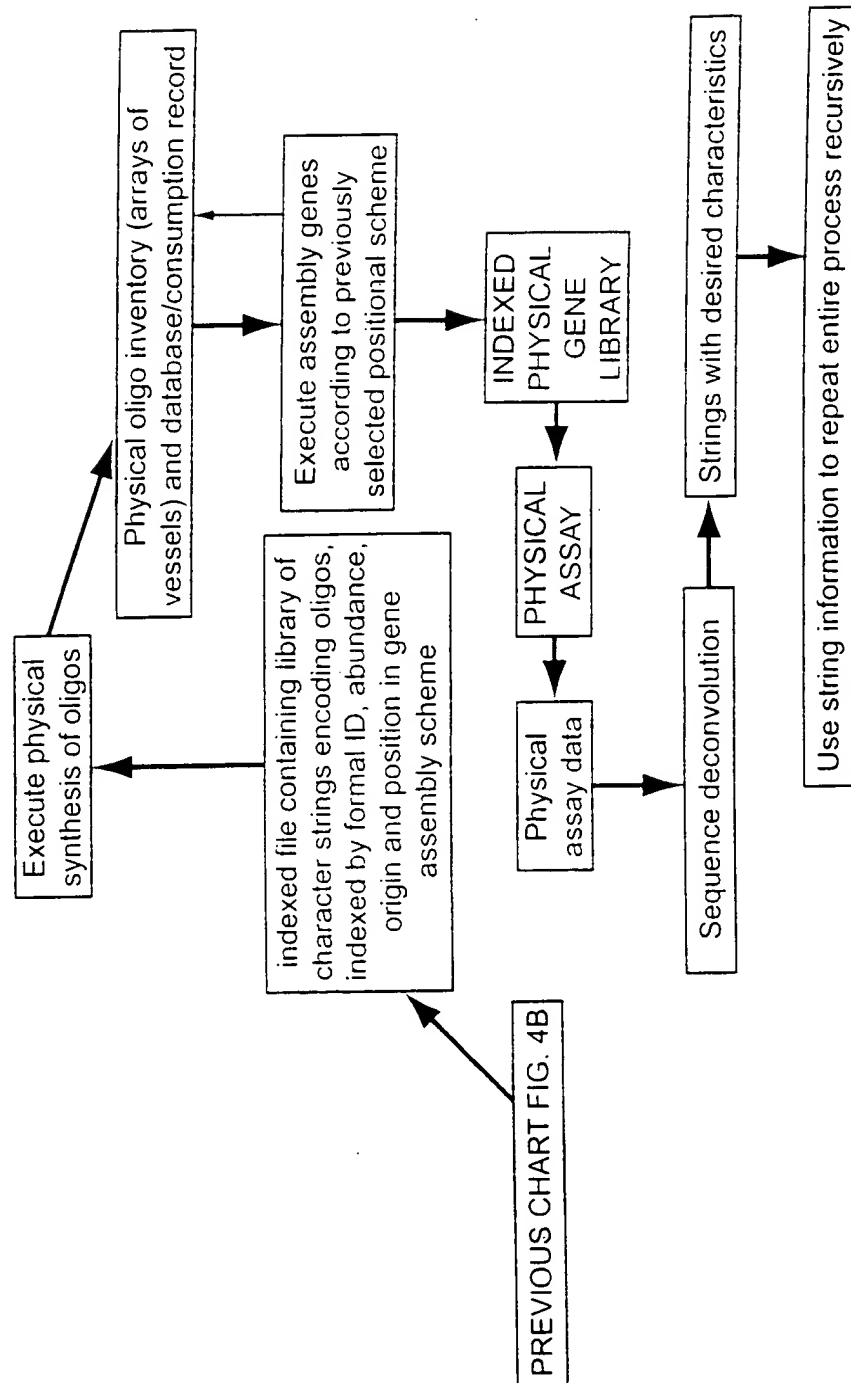 Execute physical
synthesis of oligos
Physical oligo inventory (arrays of
vessels) and database/consumption record
indexed file containing library of
character strings encoding oligos,
indexed by formal ID, abundance,
origin and position in gene
assembly scheme
Execute assembly genes
according to previously
selected positional scheme
PREVIOUS CHART FIG. 4B
INDEXED
PHYSICAL
GENE
LIBRARY
PHYSICAL
ASSAY
Physical
assay data
Sequence deconvolution
Strings with desired characteristics
Use string information to repeat entire process recursively